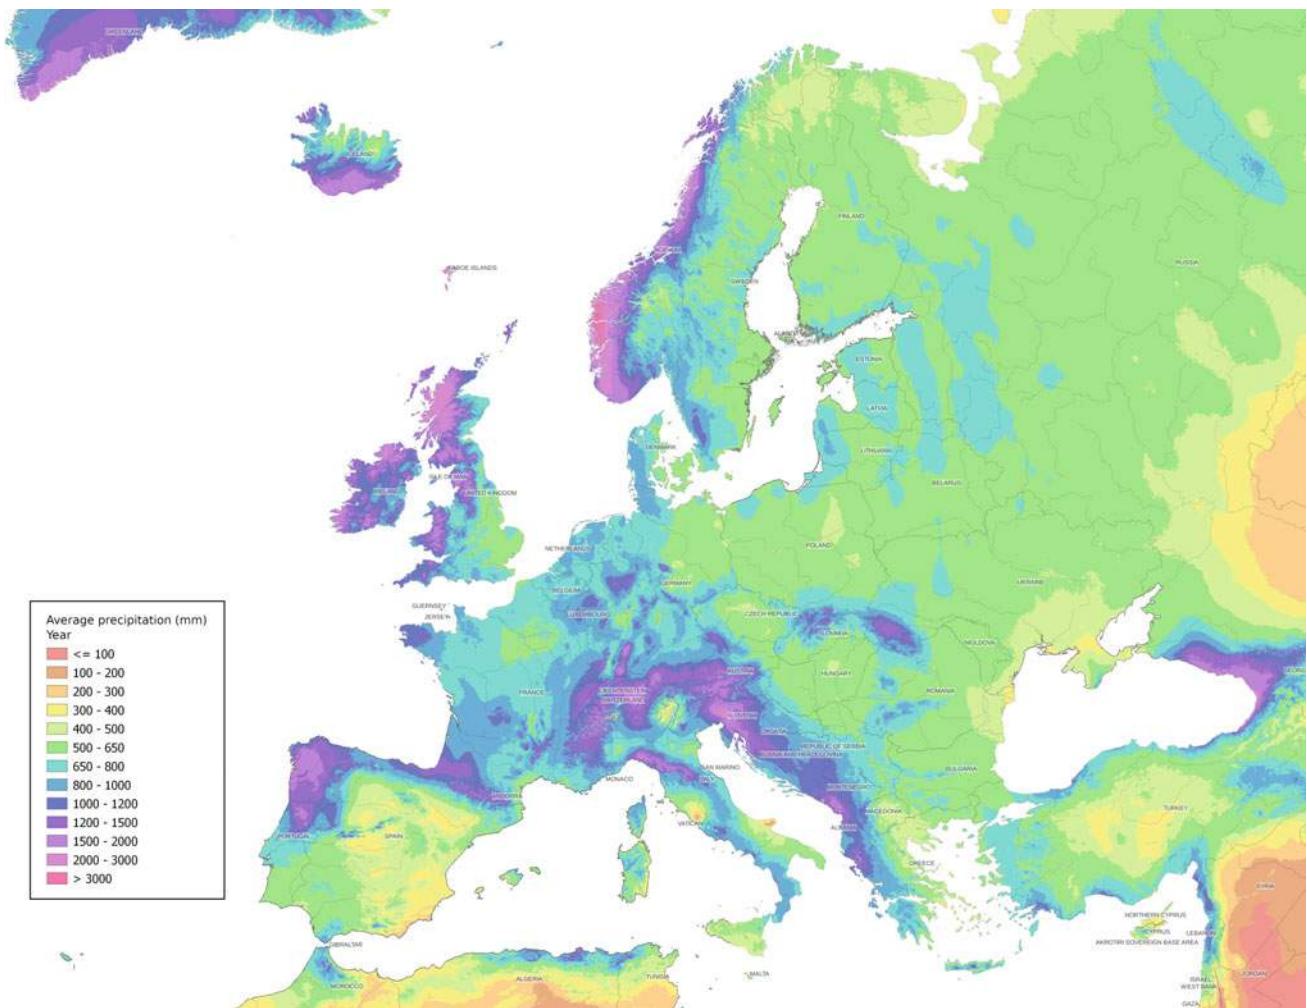 GREENLAND
ICELAND
FAROE ISLANDS
NORWAY
SWEDEN
FINLAND
RUSSIA
ESTONIA
LATVIA
LITHUANIA
DENMARK
BELARUS
ISLE OF MAN
IRELAND
UNITED KINGDOM
NETHERLANDS
POLAND
BELGIUM
GERMANY
UKRAINE
GUERNSEY
JERSEY
LUXEMBOURG
CZECH REPUBLIC
SLOVAKIA
MOLDOVA
Average precipitation (mm)
Year
<= 100
100 - 200
200 - 300
300 - 400
400 - 500
500 - 650
650 - 800
800 - 1000
1000 - 1200
1200 - 1500
1500 - 2000
2000 - 3000
> 3000
FRANCE
LIECHTENSTEIN
SWITZERLAND
AUSTRIA
HUNGARY
ROMANIA
SLOVENIA
CROATIA
REPUBLIC OF SERBIA
BOSNIA AND HERZEGOVINA
SAN MARINO
MONACO
ITALY
MONTENEGRO
BULGARIA
ANDORRA
VATICAN
MACEDONIA
ALBANIA
PORTUGAL
SPAIN
GREECE
TURKEY
SYRIA
NORTHERN CYPRUS
CYPRUS
LEBANON
AKROTIRI SOVEREIGN BASE AREA
GIBRALTAR
MOROCCO
ALGERIA
TUNISIA
MALTA
JORDAN
ISRAEL
WEST BANK
GAZA